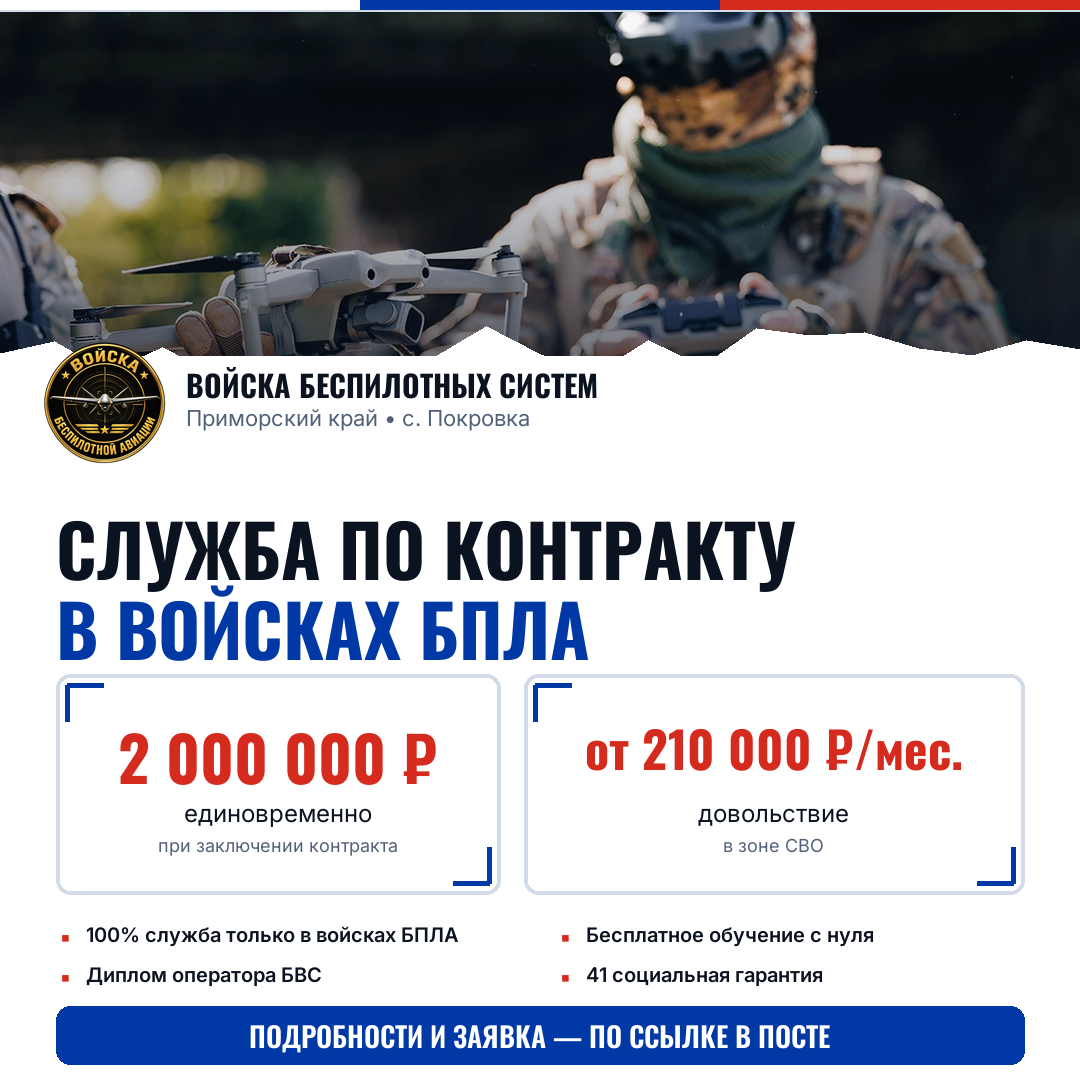 ВОЙСКА
БЕСПИЛОТНОЙ АВИАЦИИ
ВОЙСКА БЕСПИЛОТНЫХ СИСТЕМ
Приморский край • с. Покровка
СЛУЖБА ПО КОНТРАКТУ
В ВОЙСКАХ БПЛА
2 000 000 ₽
единовременно
при заключении контракта
от 210 000 ₽/мес.
довольствие
в зоне СВО
100% служба только в войсках БПЛА
Диплом оператора БВС
Бесплатное обучение с нуля
41 социальная гарантия
ПОДРОБНОСТИ И ЗАЯВКА — ПО ССЫЛКЕ В ПОСТЕ